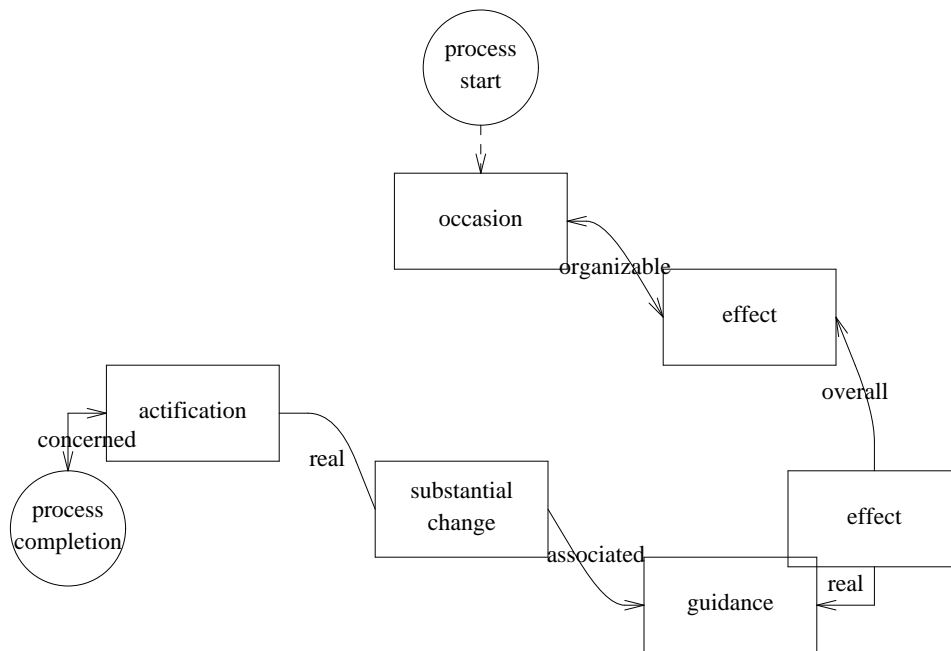 process
start
occasion
organizable
effect
overall
actification
concerned
real
substantial
change
process
completion
effect
associated
real
guidance